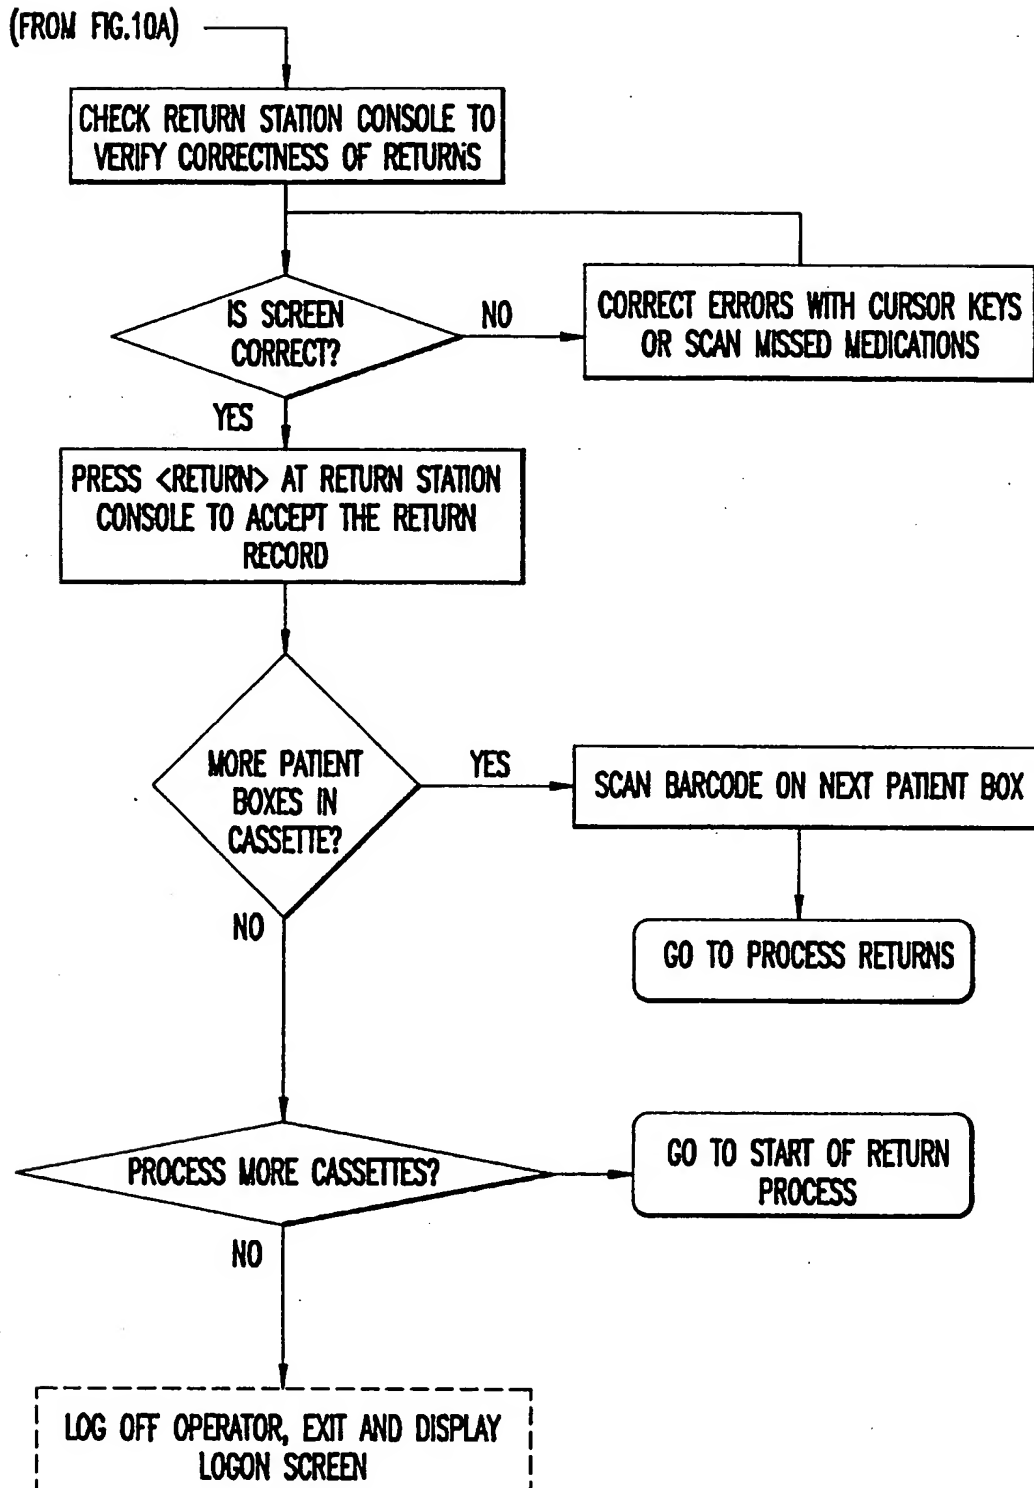 (FROM FIG.10A)
CHECK RETURN STATION CONSOLE TO
VERIFY CORRECTNESS OF RETURNS
IS SCREEN
CORRECT?
NO
CORRECT ERRORS WITH CURSOR KEYS
OR SCAN MISSED MEDICATIONS
YES
PRESS <RETURN> AT RETURN STATION
CONSOLE TO ACCEPT THE RETURN
RECORD
MORE PATIENT
BOXES IN
CASSETTE?
YES
SCAN BARCODE ON NEXT PATIENT BOX
NO
GO TO PROCESS RETURNS
PROCESS MORE CASSETTES?
GO TO START OF RETURN
PROCESS
NO
LOG OFF OPERATOR, EXIT AND DISPLAY
LOGON SCREEN